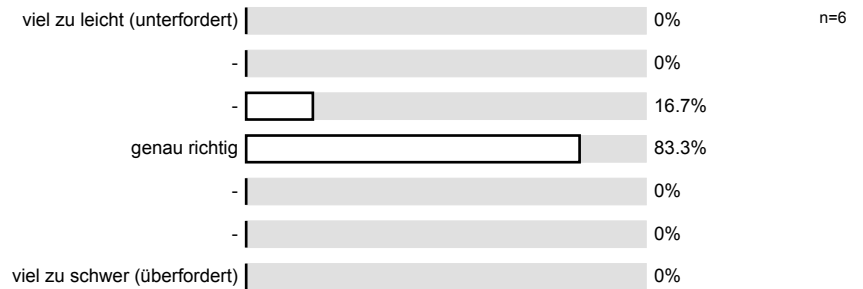 viel zu leicht (unterfordert) 0% n=6
- 0%
- 16.7%
genau richtig 83.3%
- 0%
- 0%
viel zu schwer (überfordert) 0%